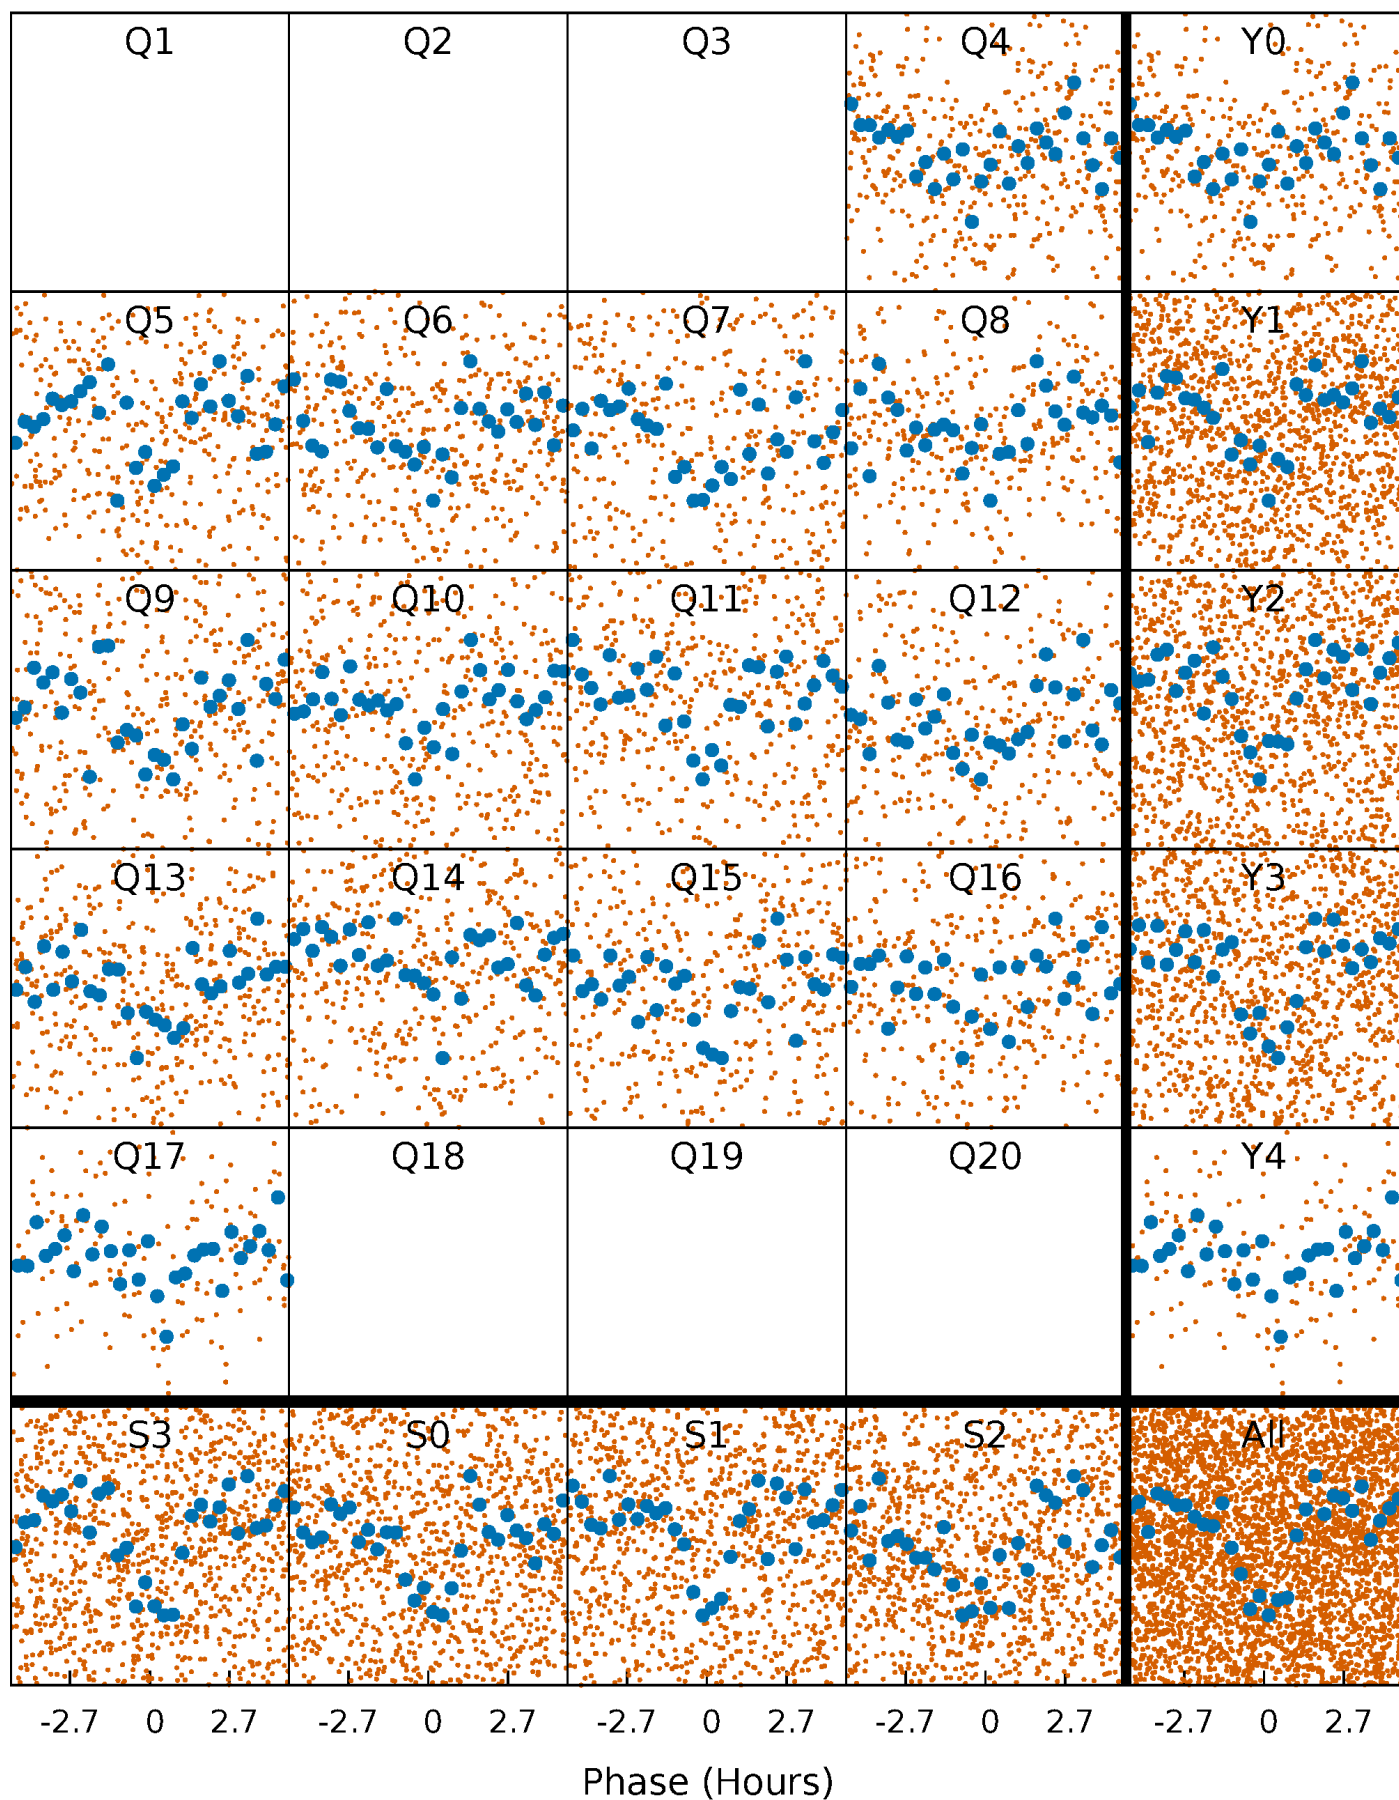 Q1 Q2 Q3 Q4 Y0
Q5 Q6 Q7 Q8 Y1
Q9 Q10 Q11 Q12 Y2
Q13 Q14 Q15 Q16 Y3
Q17 Q18 Q19 Q20 Y4
S3 S0 S1 S2 All
-2.7 0 2.7 -2.7 0 2.7 -2.7 0 2.7 -2.7 0 2.7 -2.7 0 2.7
Phase (Hours)